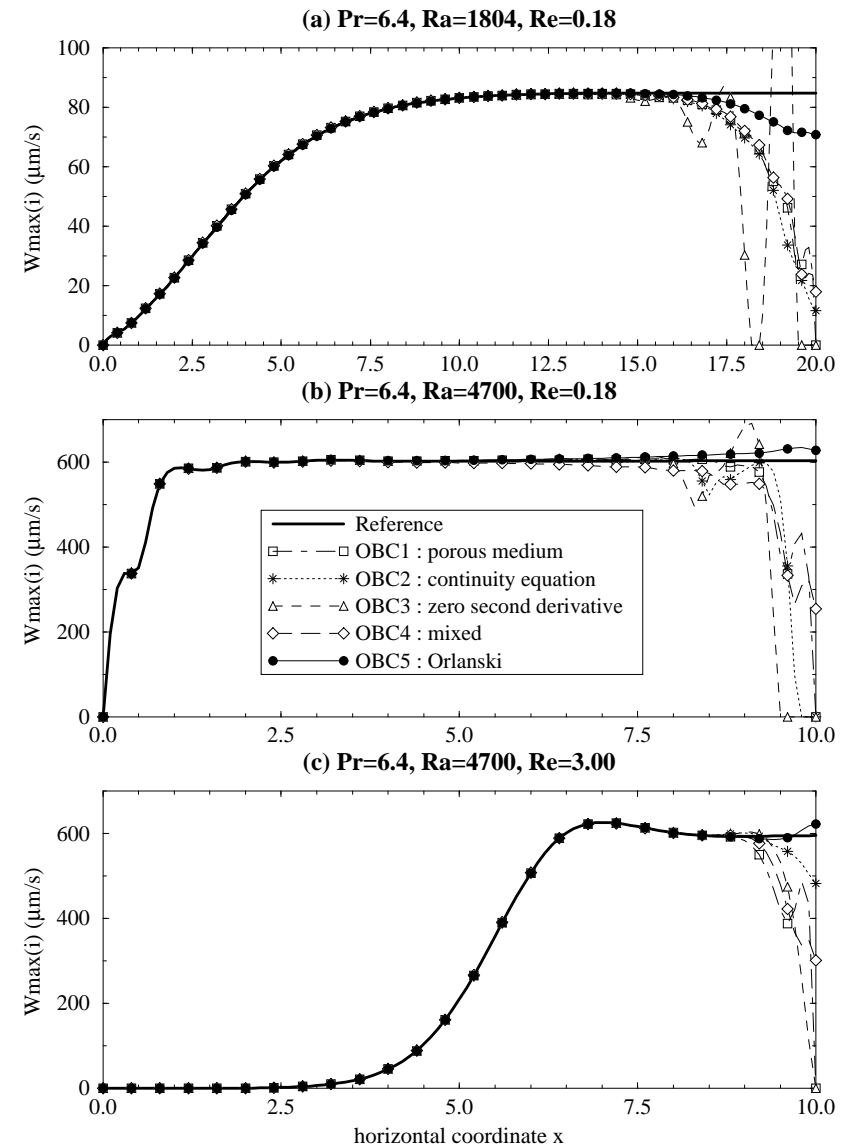 (a) Pr=6.4, Ra=1804, Re=0.18
100
80
60
40
20
0
Wmax(i) (μm/s)
0.0 2.5 5.0 7.5 10.0 12.5 15.0 17.5 20.0
(b) Pr=6.4, Ra=4700, Re=0.18
600
400
200
0
Wmax(i) (μm/s)
Reference
OBC1 : porous medium
OBC2 : continuity equation
OBC3 : zero second derivative
OBC4 : mixed
OBC5 : Orlanski
0.0 2.5 5.0 7.5 10.0
(c) Pr=6.4, Ra=4700, Re=3.00
600
400
200
0
Wmax(i) (μm/s)
0.0 2.5 5.0 7.5 10.0
horizontal coordinate x